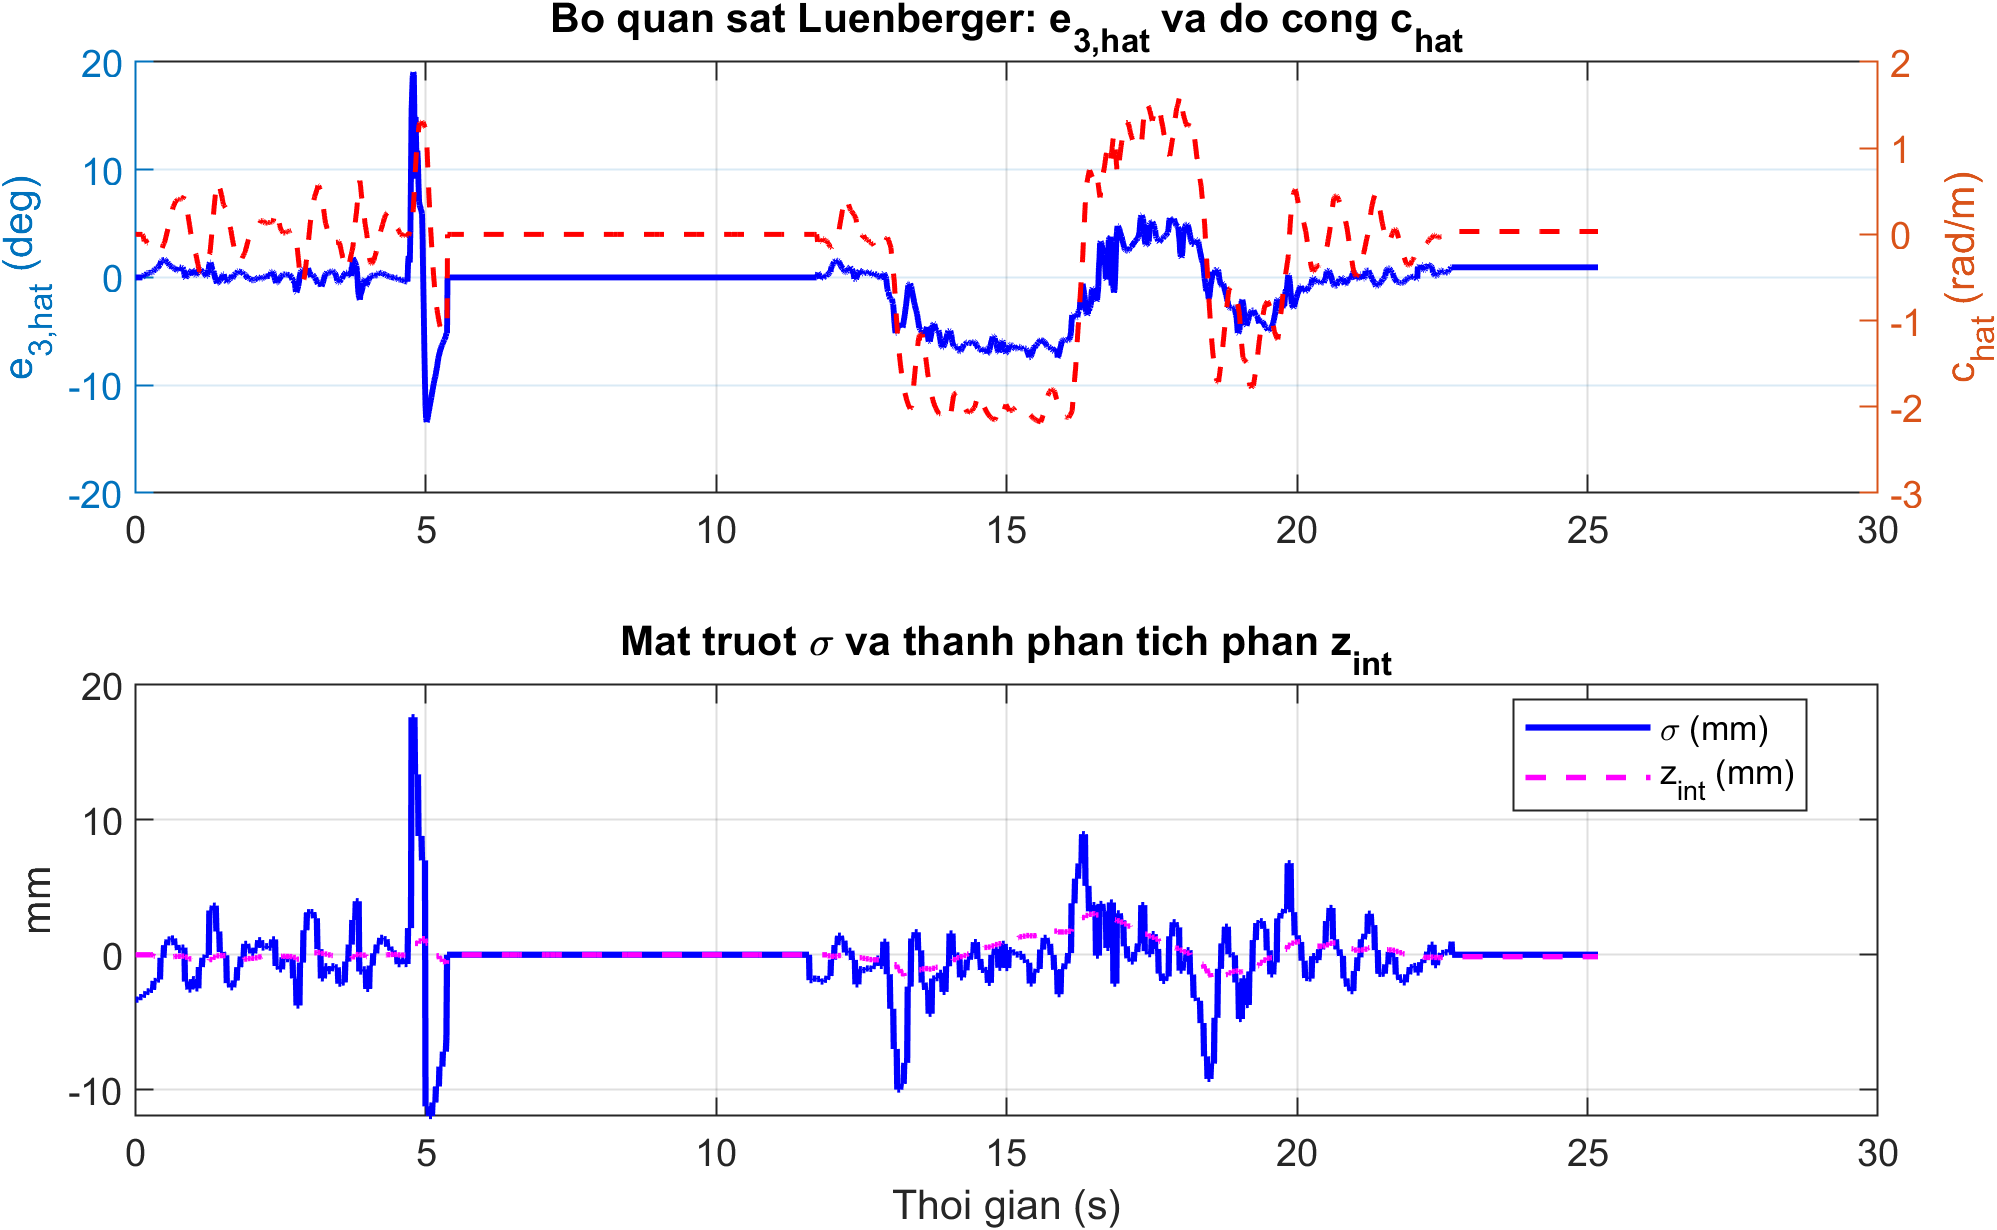 Bo quan sat Luenberger: e3,hat va do cong chat
20
10
0
-10
-20
e3,hat (deg)
2
1
0
-1
-2
-3
chat (rad/m)
0 5 10 15 20 25 30
Mat truot σ va thanh phan tich phan zint
20
10
0
-10
mm
σ (mm)
zint (mm)
0 5 10 15 20 25 30
Thoi gian (s)